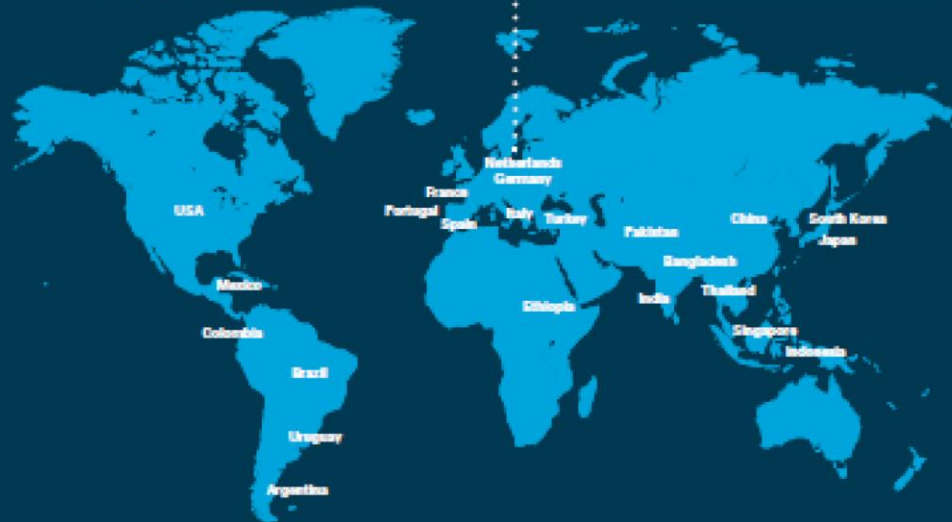 Netherlands
Germany
France
USA
Portugal
Italy
Turkey
China
South Korea
Spain
Pakistan
Japan
Bangladesh
Mexico
Thailand
India
Ethiopia
Colombia
Singapore
Indonesia
Brazil
Uruguay
Argentina